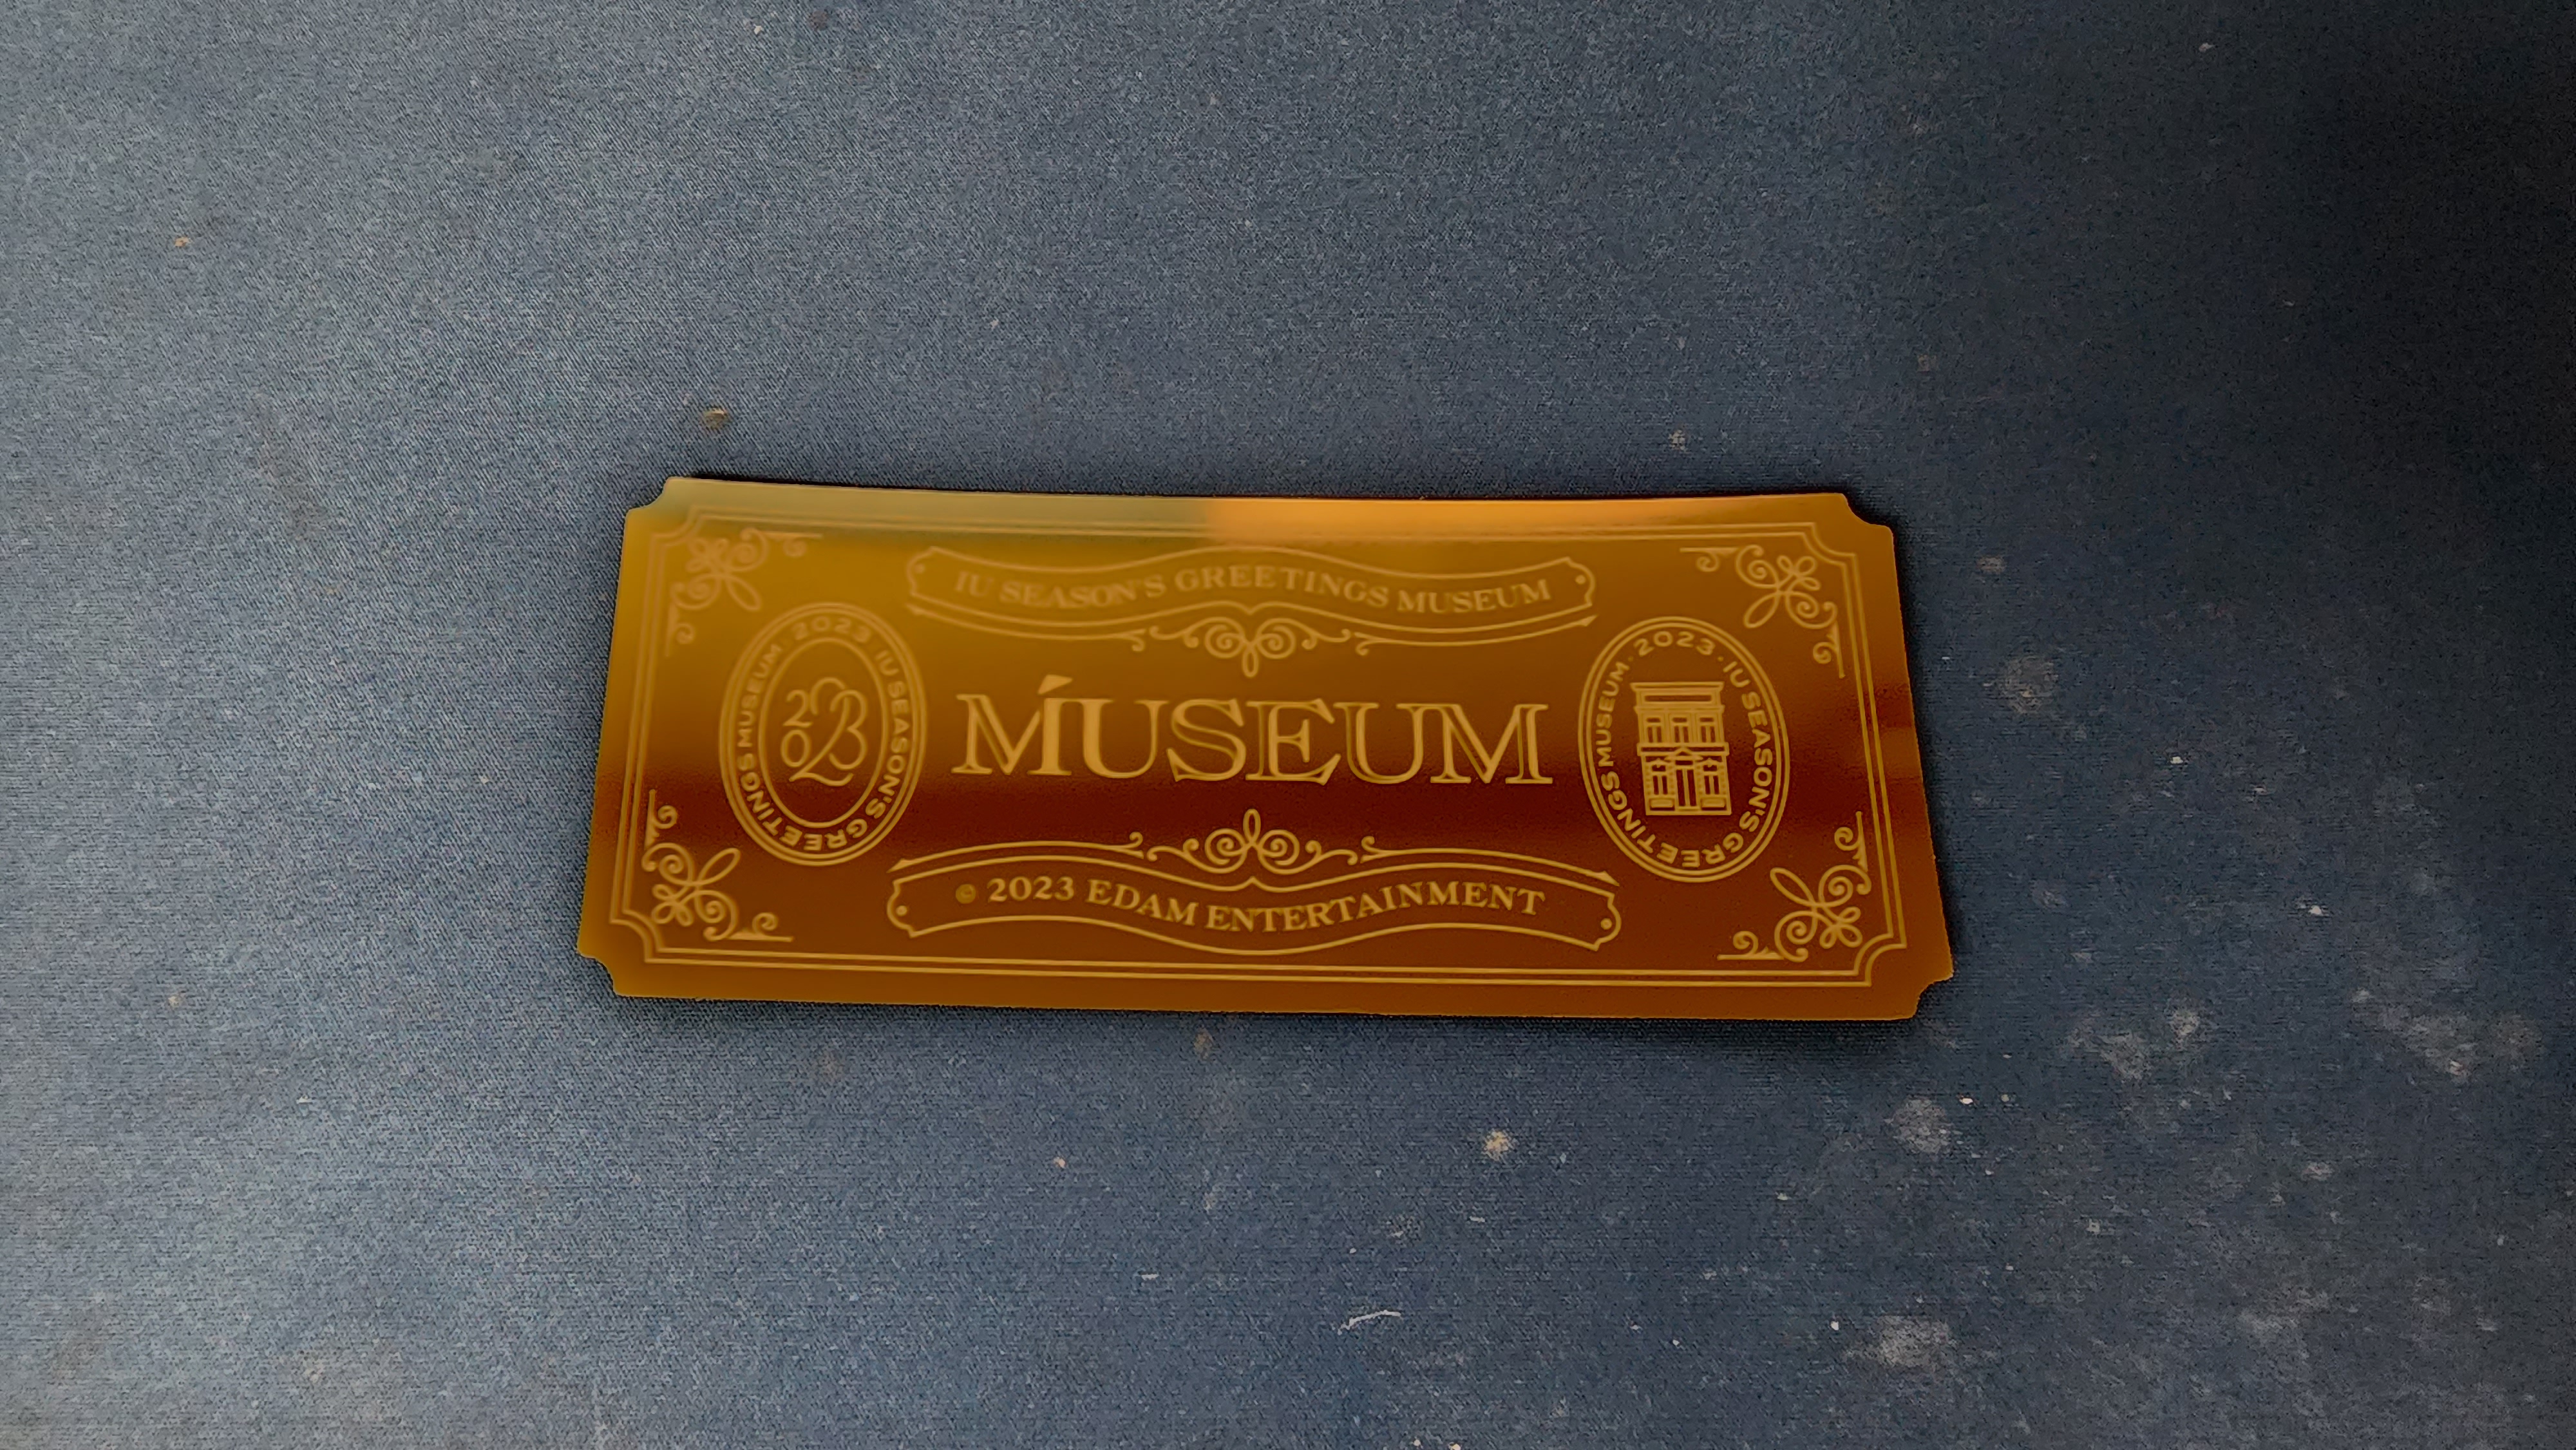 IU SEASON'S GREETINGS MUSEUM
MUSEUM · 2023 · IU SEASON'S GREETINGS
2023
MUSEUM
MUSEUM · 2023 · IU SEASON'S GREETINGS
© 2023 EDAM ENTERTAINMENT